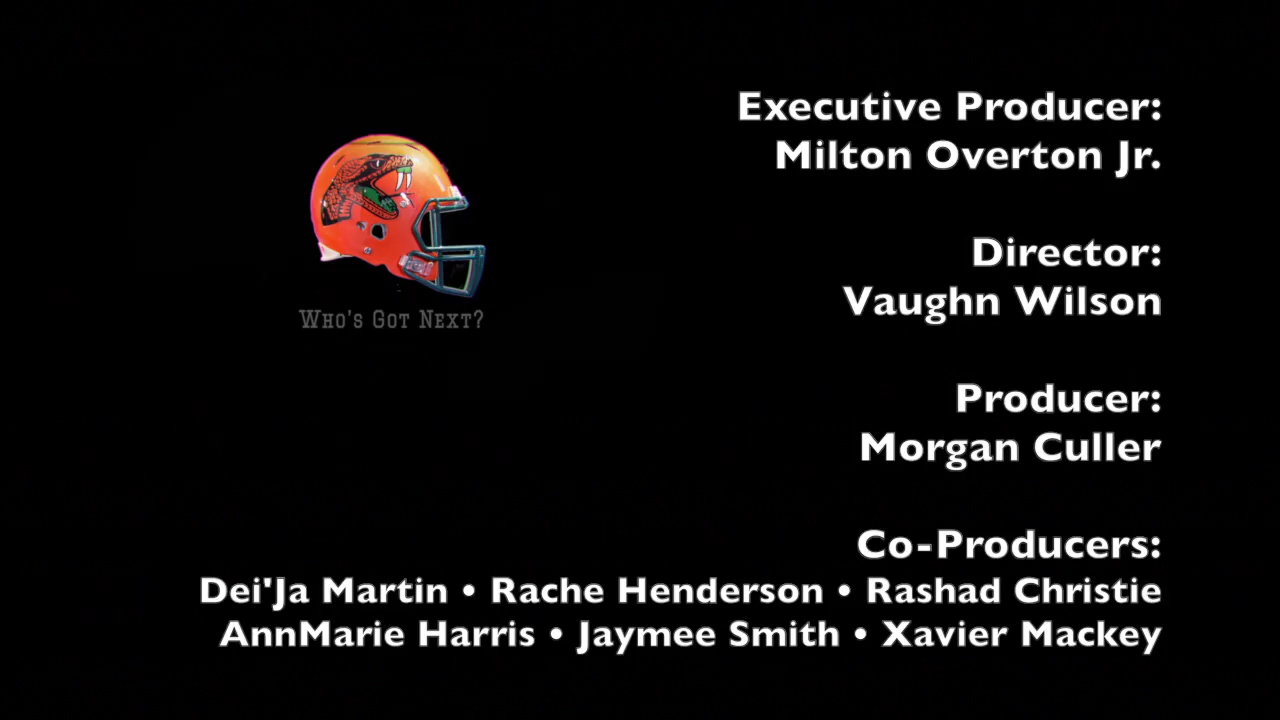 Executive Producer:
Milton Overton Jr.
Who's Got Next?
Director:
Vaughn Wilson
Producer:
Morgan Culler
Co-Producers:
Dei'Ja Martin • Rache Henderson • Rashad Christie
AnnMarie Harris • Jaymee Smith • Xavier Mackey